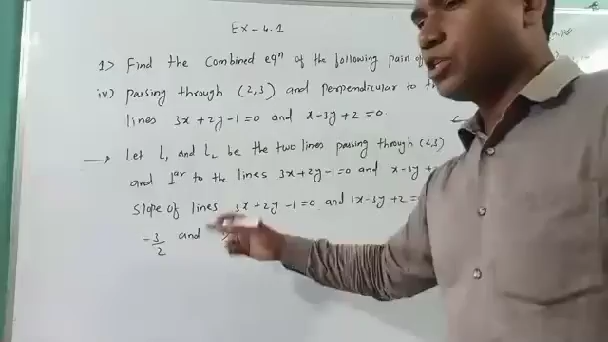 Ex - 4.1
1> Find the Combined eqn of the following pair of
iv) passing through (2,3) and perpendicular to
lines 3x + 2y - 1 = 0 and x - 3y + 2 = 0.
→ Let L1 and L2 be the two lines passing through (2,3)
and lar to the lines 3x + 2y - = 0 and x - 3y +
slope of lines 3x + 2y - 1 = 0 and 1x - 3y + 2 =
-3/2 and